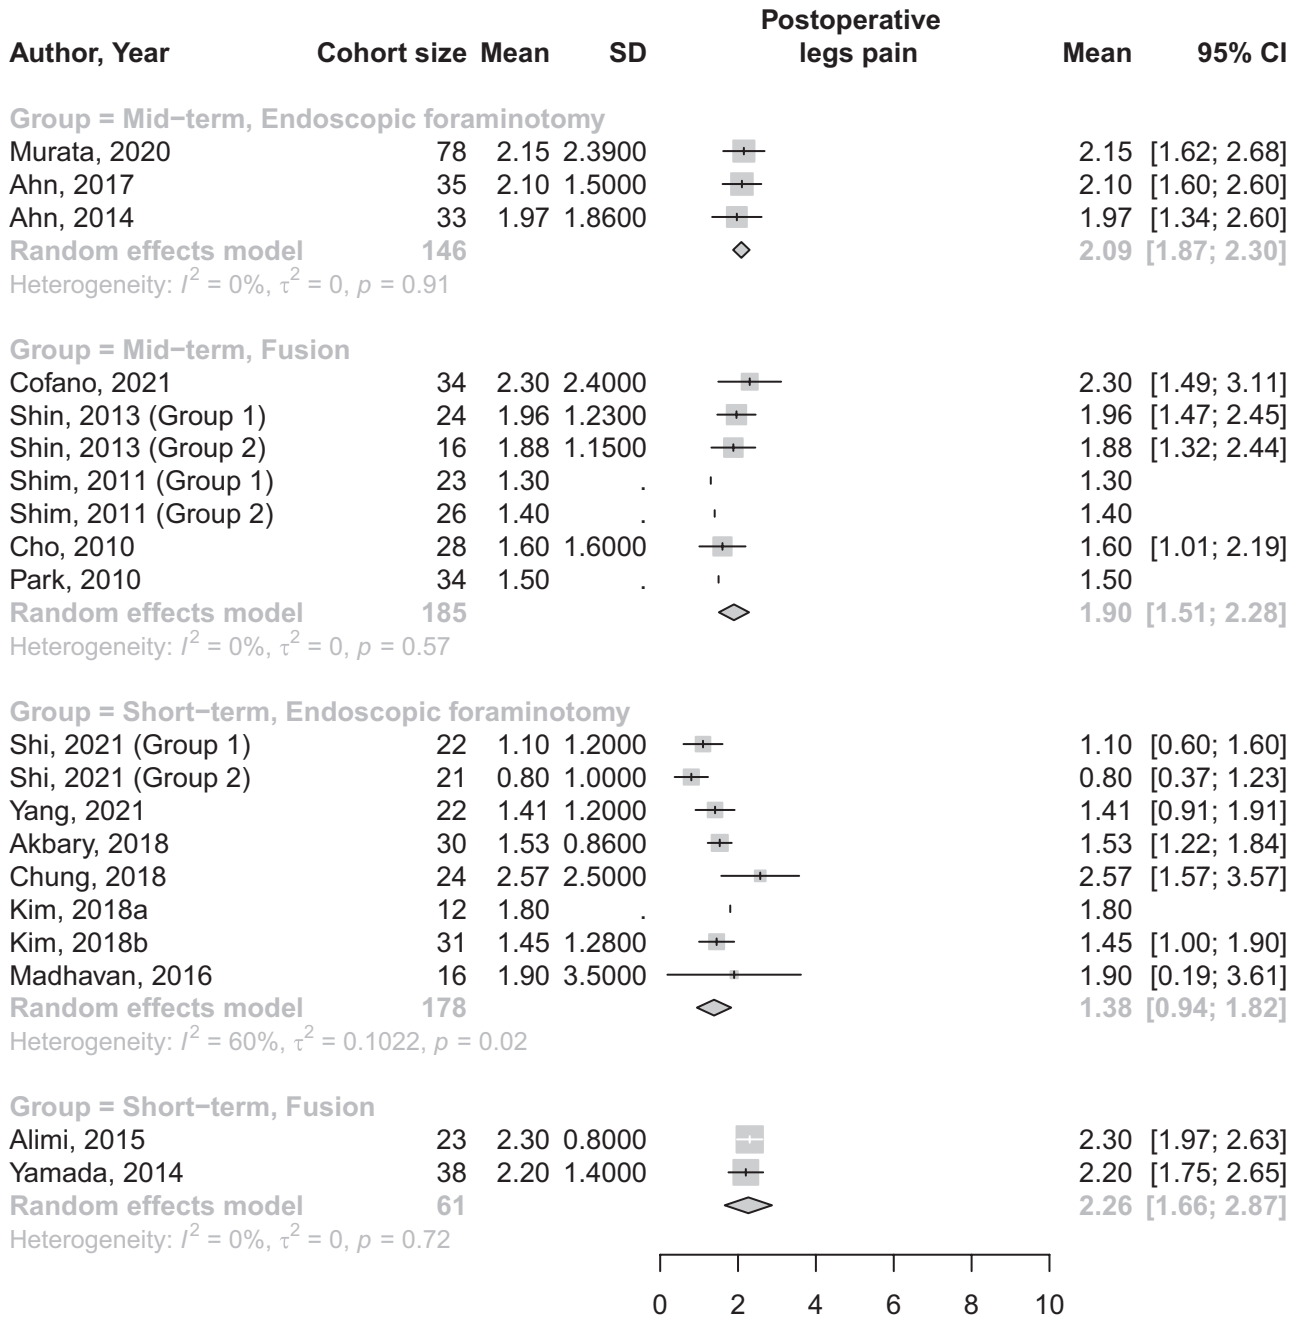 Postoperative
Author, Year Cohort size Mean SD legs pain Mean 95% CI
Group = Mid−term, Endoscopic foraminotomy
Murata, 2020 78 2.15 2.3900 2.15 [1.62; 2.68]
Ahn, 2017 35 2.10 1.5000 2.10 [1.60; 2.60]
Ahn, 2014 33 1.97 1.8600 1.97 [1.34; 2.60]
Random effects model 146 2.09 [1.87; 2.30]
Heterogeneity: I² = 0%, τ² = 0, p = 0.91
Group = Mid−term, Fusion
Cofano, 2021 34 2.30 2.4000 2.30 [1.49; 3.11]
Shin, 2013 (Group 1) 24 1.96 1.2300 1.96 [1.47; 2.45]
Shin, 2013 (Group 2) 16 1.88 1.1500 1.88 [1.32; 2.44]
Shim, 2011 (Group 1) 23 1.30 . 1.30
Shim, 2011 (Group 2) 26 1.40 . 1.40
Cho, 2010 28 1.60 1.6000 1.60 [1.01; 2.19]
Park, 2010 34 1.50 . 1.50
Random effects model 185 1.90 [1.51; 2.28]
Heterogeneity: I² = 0%, τ² = 0, p = 0.57
Group = Short−term, Endoscopic foraminotomy
Shi, 2021 (Group 1) 22 1.10 1.2000 1.10 [0.60; 1.60]
Shi, 2021 (Group 2) 21 0.80 1.0000 0.80 [0.37; 1.23]
Yang, 2021 22 1.41 1.2000 1.41 [0.91; 1.91]
Akbary, 2018 30 1.53 0.8600 1.53 [1.22; 1.84]
Chung, 2018 24 2.57 2.5000 2.57 [1.57; 3.57]
Kim, 2018a 12 1.80 . 1.80
Kim, 2018b 31 1.45 1.2800 1.45 [1.00; 1.90]
Madhavan, 2016 16 1.90 3.5000 1.90 [0.19; 3.61]
Random effects model 178 1.38 [0.94; 1.82]
Heterogeneity: I² = 60%, τ² = 0.1022, p = 0.02
Group = Short−term, Fusion
Alimi, 2015 23 2.30 0.8000 2.30 [1.97; 2.63]
Yamada, 2014 38 2.20 1.4000 2.20 [1.75; 2.65]
Random effects model 61 2.26 [1.66; 2.87]
Heterogeneity: I² = 0%, τ² = 0, p = 0.72
0 2 4 6 8 10